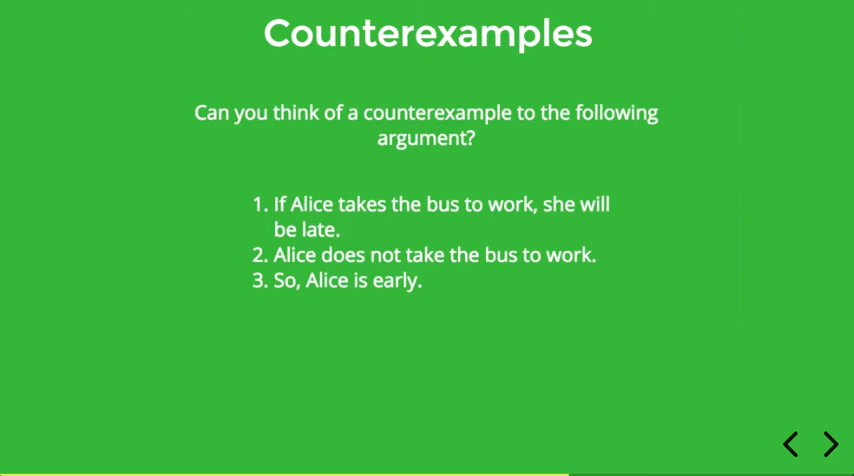 Counterexamples
Can you think of a counterexample to the following
argument?
1. If Alice takes the bus to work, she will
be late.
2. Alice does not take the bus to work.
3. So, Alice is early.